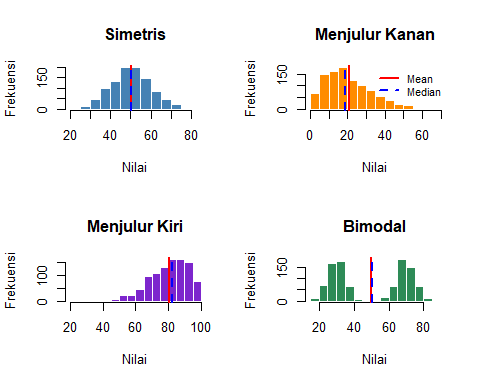 Simetris
Frekuensi
0 150
20 40 60 80
Nilai
Menjulur Kanan
Frekuensi
0 150
Mean
Median
0 20 40 60
Nilai
Menjulur Kiri
Frekuensi
0 100
20 40 60 80 100
Nilai
Bimodal
Frekuensi
0 150
20 40 60 80
Nilai